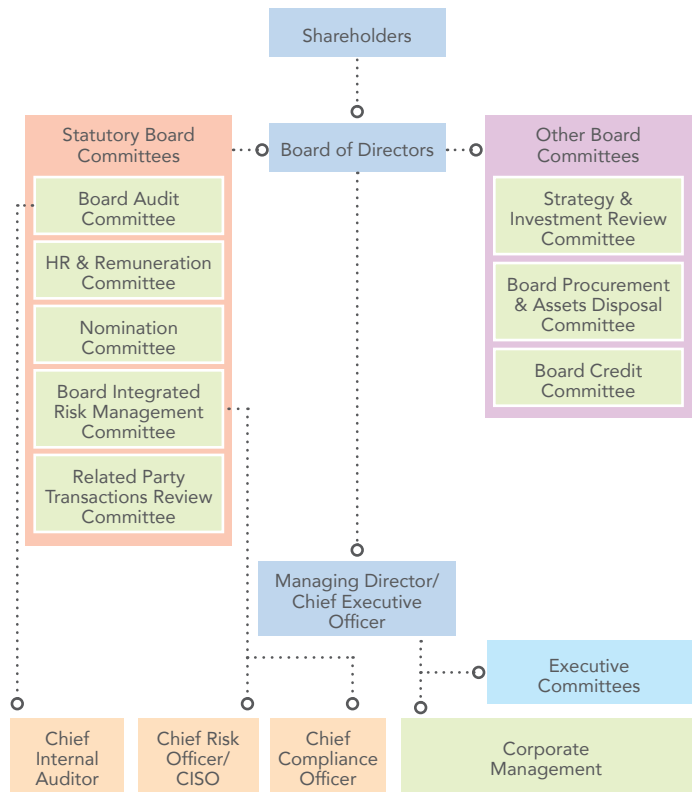 Shareholders
Statutory Board
Committees
Board Audit
Committee
HR & Remuneration
Committee
Nomination
Committee
Board Integrated
Risk Management
Committee
Related Party
Transactions Review
Committee
Board of Directors
Other Board
Committees
Strategy &
Investment Review
Committee
Board Procurement
& Assets Disposal
Committee
Board Credit
Committee
Managing Director/
Chief Executive
Officer
Executive
Committees
Chief
Internal
Auditor
Chief Risk
Officer/
CISO
Chief
Compliance
Officer
Corporate
Management